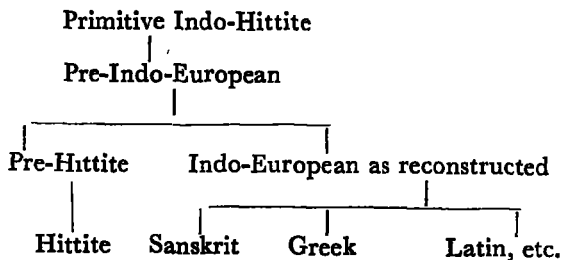 Primitive Indo-Hittite
Pre-Indo-European
Pre-Hittite Indo-European as reconstructed
Hittite Sanskrit Greek Latin, etc.